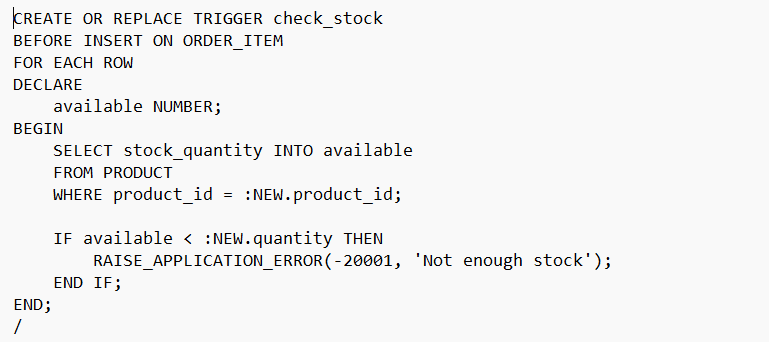 CREATE OR REPLACE TRIGGER check_stock
BEFORE INSERT ON ORDER_ITEM
FOR EACH ROW
DECLARE
    available NUMBER;
BEGIN
    SELECT stock_quantity INTO available
    FROM PRODUCT
    WHERE product_id = :NEW.product_id;

    IF available < :NEW.quantity THEN
        RAISE_APPLICATION_ERROR(-20001, 'Not enough stock');
    END IF;
END;
/